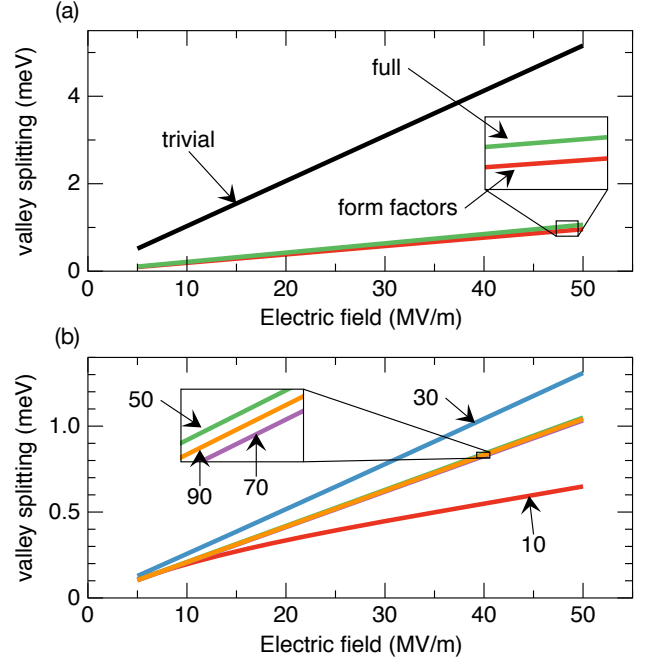 (a)
valley splitting (meV)
4
2
0
trivial
full
form factors
0 10 20 30 40 50
Electric field (MV/m)
(b)
valley splitting (meV)
1.0
0.5
0
50
90
70
30
10
0 10 20 30 40 50
Electric field (MV/m)